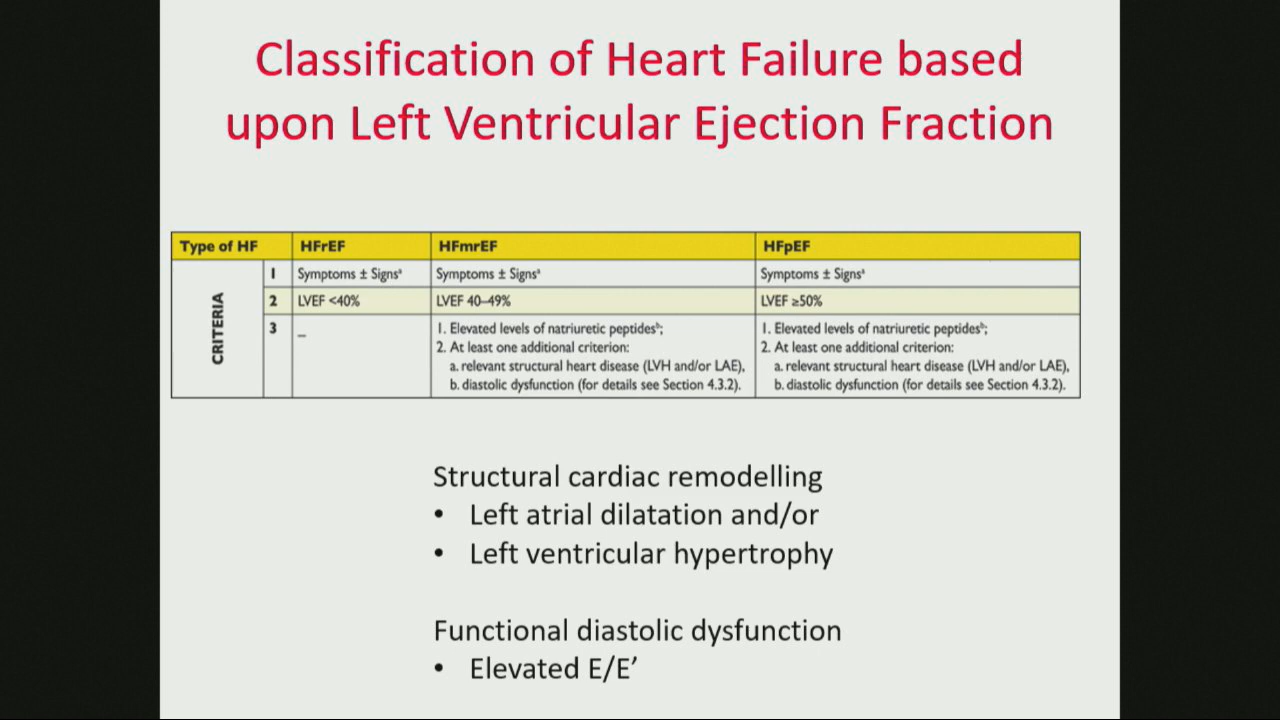 Classification of Heart Failure based
upon Left Ventricular Ejection Fraction
Type of HF HFrEF HFmrEF HFpEF
CRITERIA
1 Symptoms ± Signsᵃ Symptoms ± Signsᵃ Symptoms ± Signsᵃ
2 LVEF <40% LVEF 40–49% LVEF ≥50%
3 –
1. Elevated levels of natriuretic peptidesᵇ;
2. At least one additional criterion:
a. relevant structural heart disease (LVH and/or LAE),
b. diastolic dysfunction (for details see Section 4.3.2).
1. Elevated levels of natriuretic peptidesᵇ;
2. At least one additional criterion:
a. relevant structural heart disease (LVH and/or LAE),
b. diastolic dysfunction (for details see Section 4.3.2).
Structural cardiac remodelling
• Left atrial dilatation and/or
• Left ventricular hypertrophy
Functional diastolic dysfunction
• Elevated E/E’